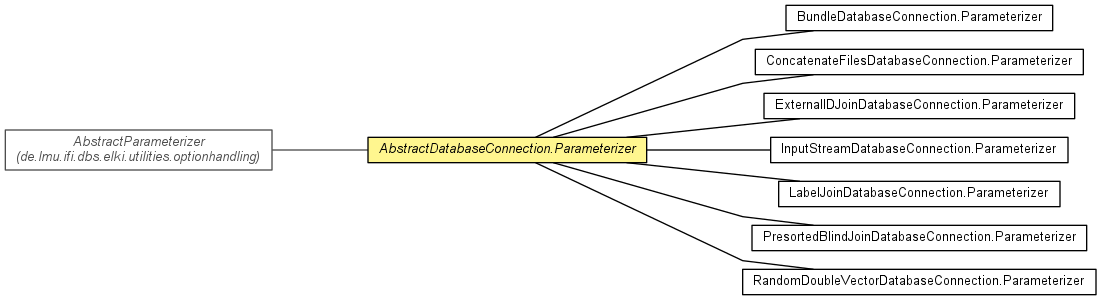 AbstractParameterizer
(de.lmu.ifi.dbs.elki.utilities.optionhandling)
AbstractDatabaseConnection.Parameterizer
BundleDatabaseConnection.Parameterizer
ConcatenateFilesDatabaseConnection.Parameterizer
ExternalIDJoinDatabaseConnection.Parameterizer
InputStreamDatabaseConnection.Parameterizer
LabelJoinDatabaseConnection.Parameterizer
PresortedBlindJoinDatabaseConnection.Parameterizer
RandomDoubleVectorDatabaseConnection.Parameterizer